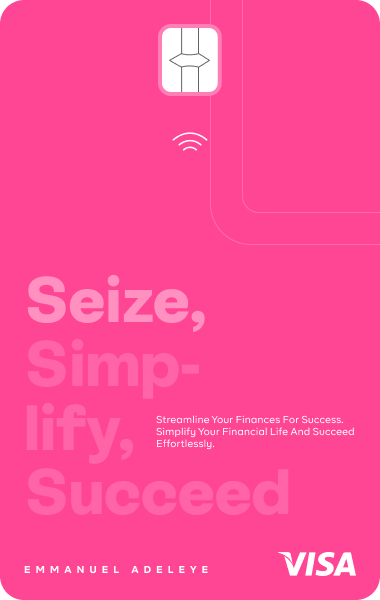 Seize,
Simp-
lify,
Streamline Your Finances For Success.
Simplify Your Financial Life And Succeed
Effortlessly.
Succeed
EMMANUEL ADELEYE
VISA